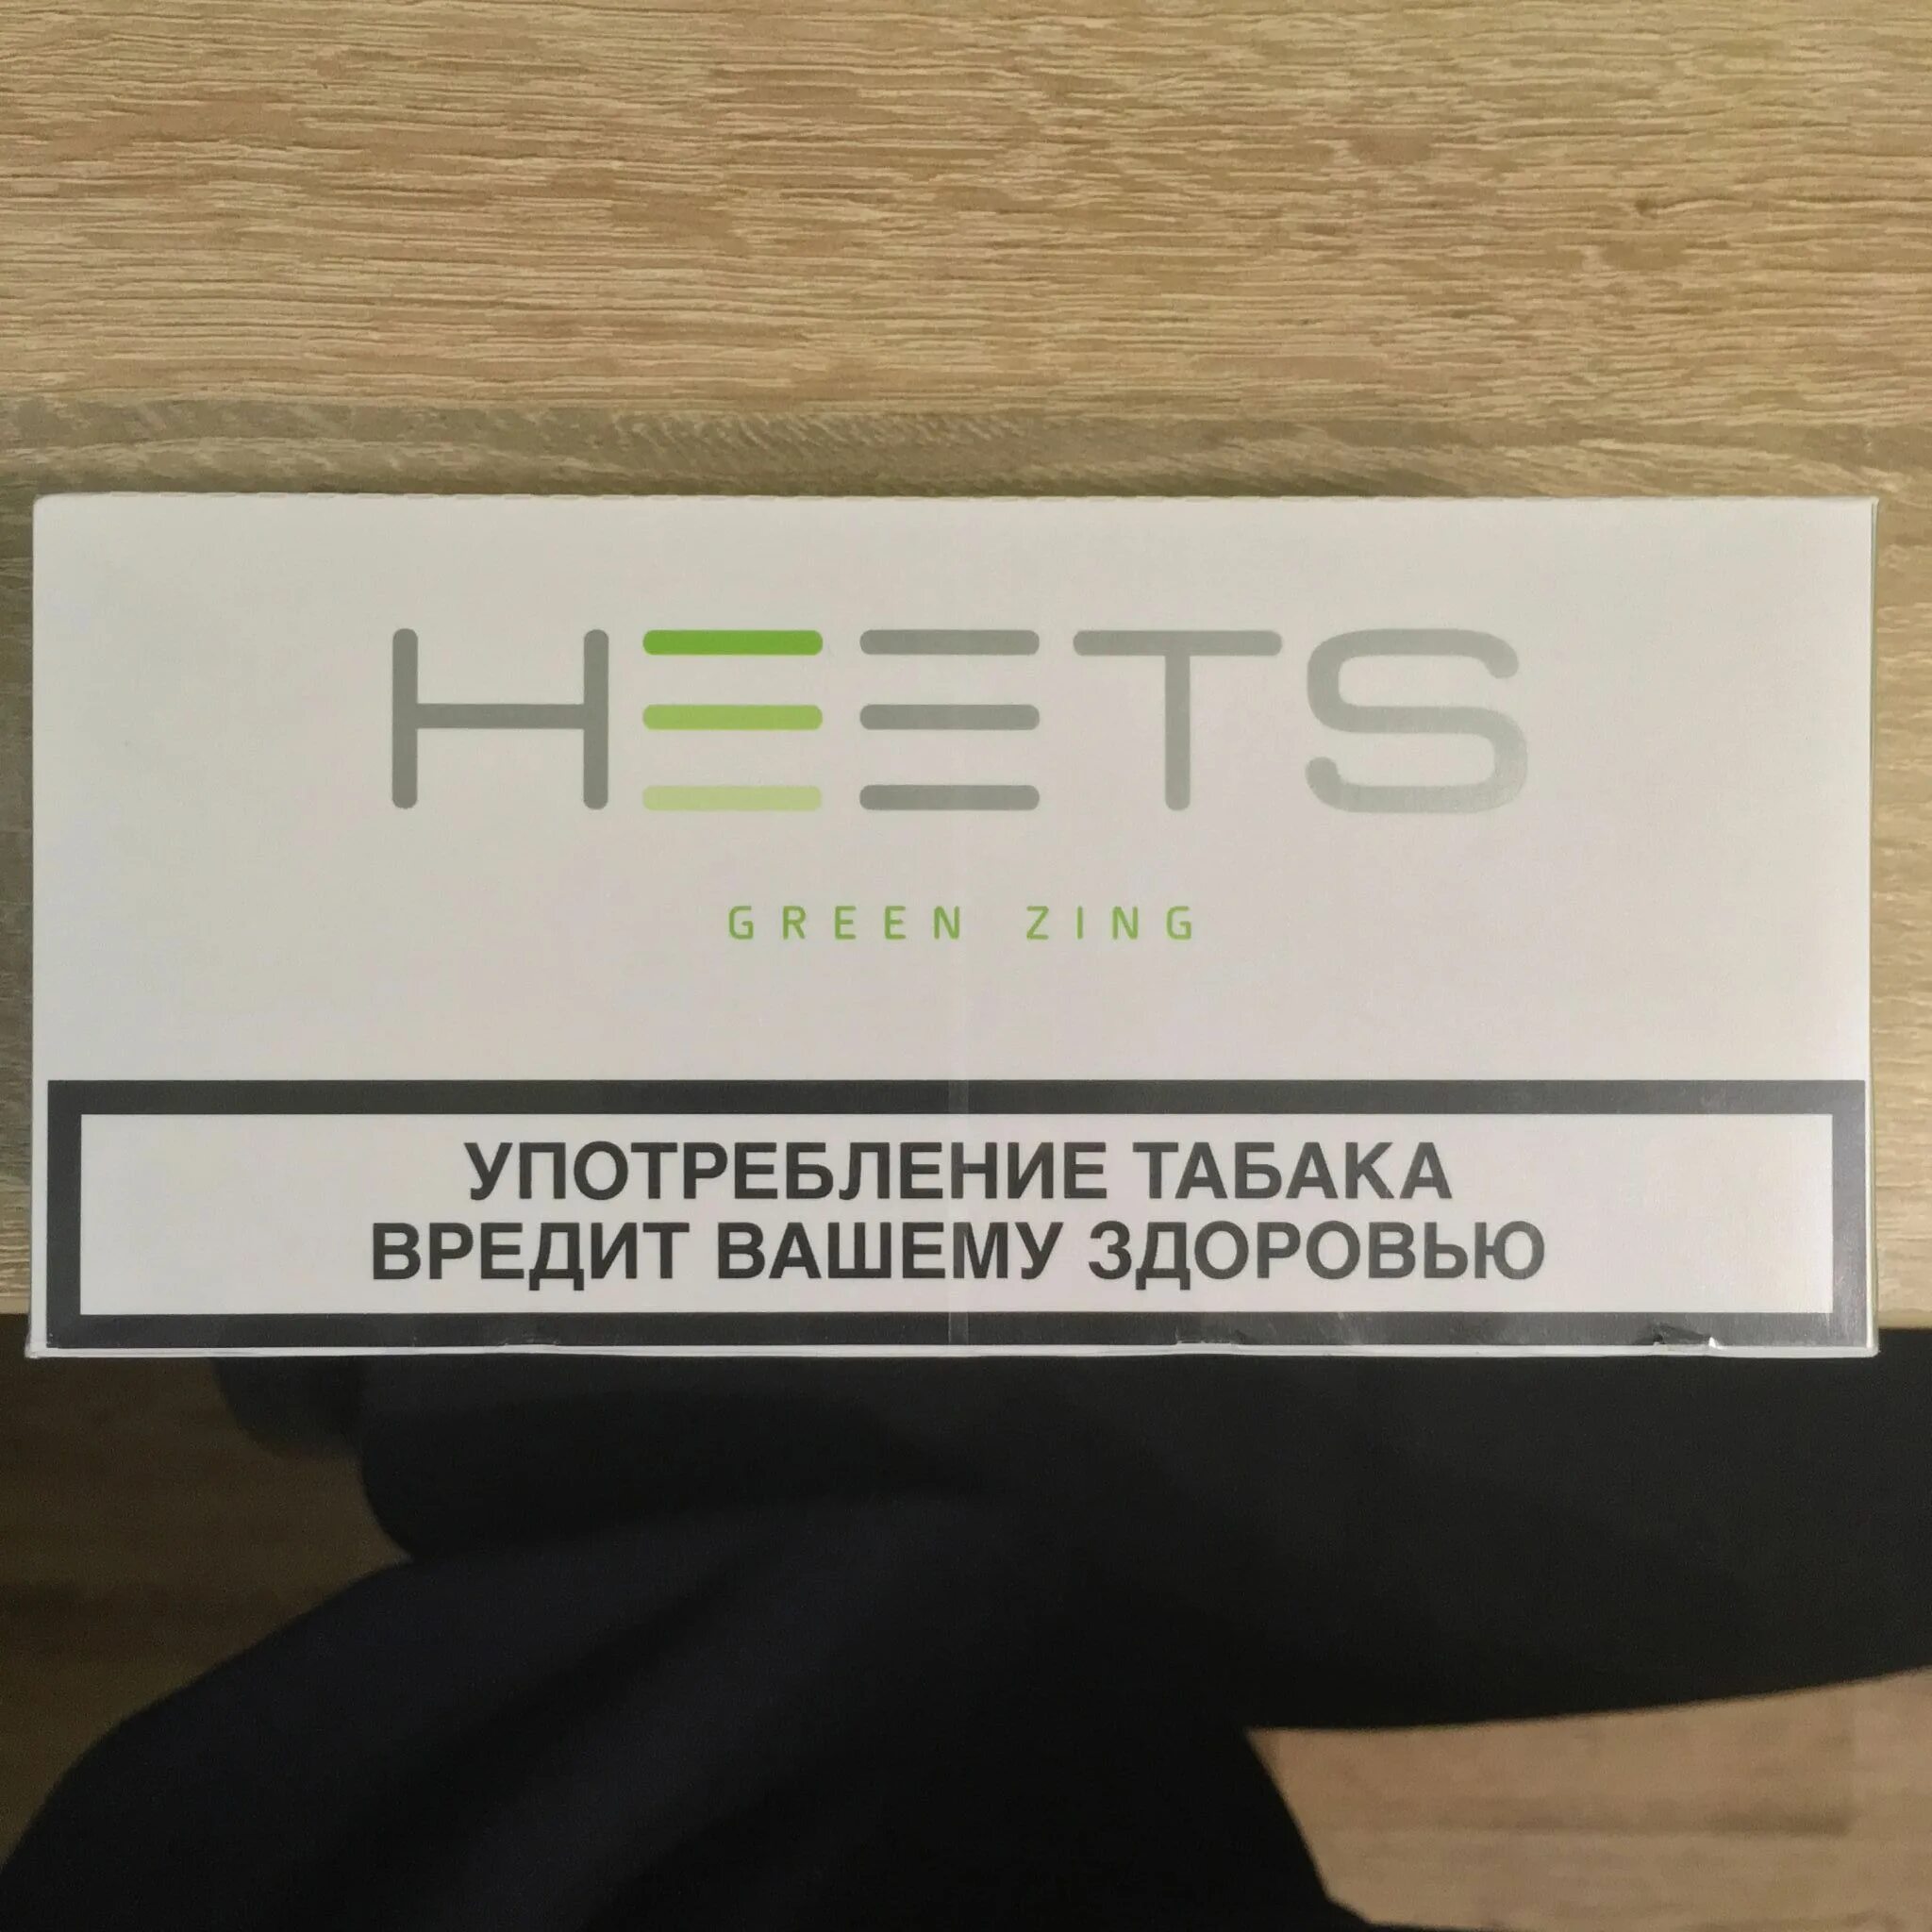 HEETS
GREEN ZING
УПОТРЕБЛЕНИЕ ТАБАКА
ВРЕДИТ ВАШЕМУ ЗДОРОВЬЮ